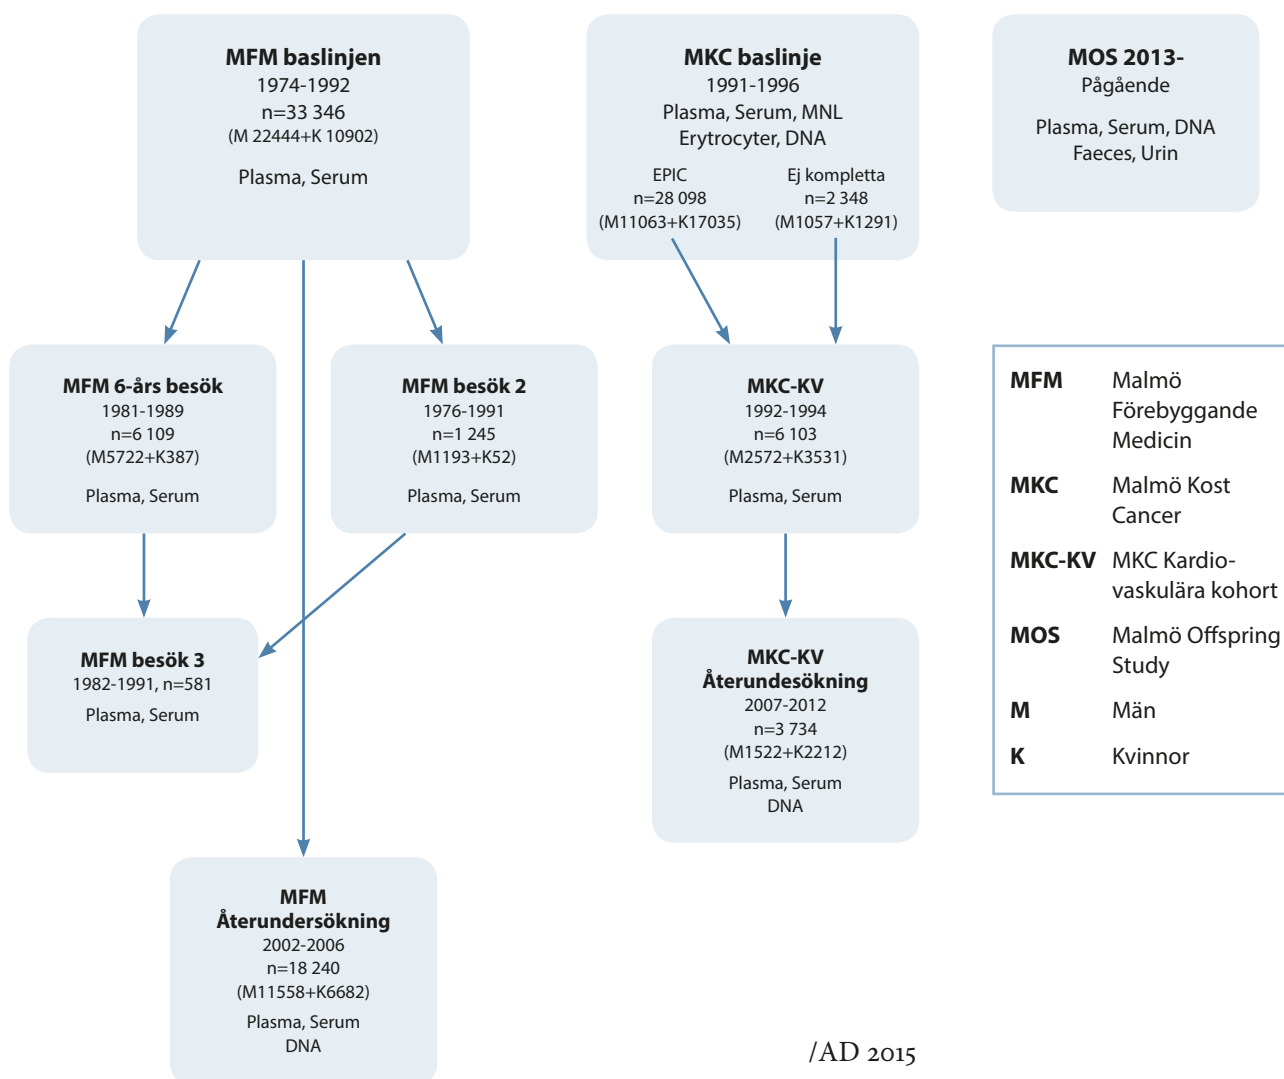 MFM baslinjen
1974-1992
n=33 346
(M 22444+K 10902)
Plasma, Serum
MKC baslinje
1991-1996
Plasma, Serum, MNL
Erytrocyter, DNA
EPIC
n=28 098
(M11063+K17035)
Ej kompletta
n=2 348
(M1057+K1291)
MOS 2013-
Pågående
Plasma, Serum, DNA
Faeces, Urin
MFM 6-års besök
1981-1989
n=6 109
(M5722+K387)
Plasma, Serum
MFM besök 2
1976-1991
n=1 245
(M1193+K52)
Plasma, Serum
MKC-KV
1992-1994
n=6 103
(M2572+K3531)
Plasma, Serum
MFM besök 3
1982-1991, n=581
Plasma, Serum
MKC-KV
Återundesökning
2007-2012
n=3 734
(M1522+K2212)
Plasma, Serum
DNA
MFM
Återundersökning
2002-2006
n=18 240
(M11558+K6682)
Plasma, Serum
DNA
MFM Malmö
Förebyggande
Medicin
MKC Malmö Kost
Cancer
MKC-KV MKC Kardio-
vaskulära kohort
MOS Malmö Offspring
Study
M Män
K Kvinnor
/AD 2015